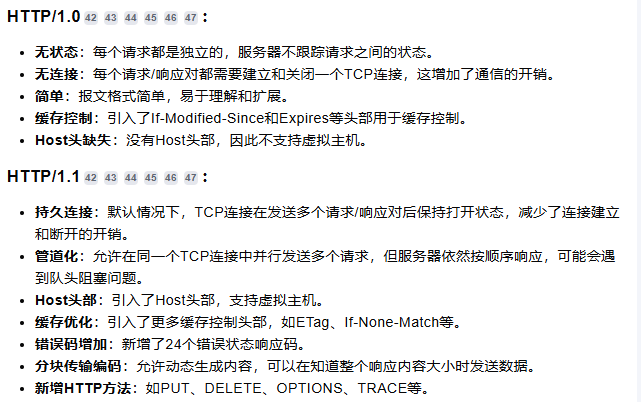 HTTP/1.0 42 43 44 45 46 47 :
• 无状态：每个请求都是独立的，服务器不跟踪请求之间的状态。
• 无连接：每个请求/响应对都需要建立和关闭一个TCP连接，这增加了通信的开销。
• 简单：报文格式简单，易于理解和扩展。
• 缓存控制：引入了If-Modified-Since和Expires等头部用于缓存控制。
• Host头缺失：没有Host头部，因此不支持虚拟主机。
HTTP/1.1 42 43 44 45 46 47 :
• 持久连接：默认情况下，TCP连接在发送多个请求/响应对后保持打开状态，减少了连接建立
和断开的开销。
• 管道化：允许在同一个TCP连接中并行发送多个请求，但服务器依然按顺序响应，可能会遇
到队头阻塞问题。
• Host头部：引入了Host头部，支持虚拟主机。
• 缓存优化：引入了更多缓存控制头部，如ETag、If-None-Match等。
• 错误码增加：新增了24个错误状态响应码。
• 分块传输编码：允许动态生成内容，可以在知道整个响应内容大小时发送数据。
• 新增HTTP方法：如PUT、DELETE、OPTIONS、TRACE等。